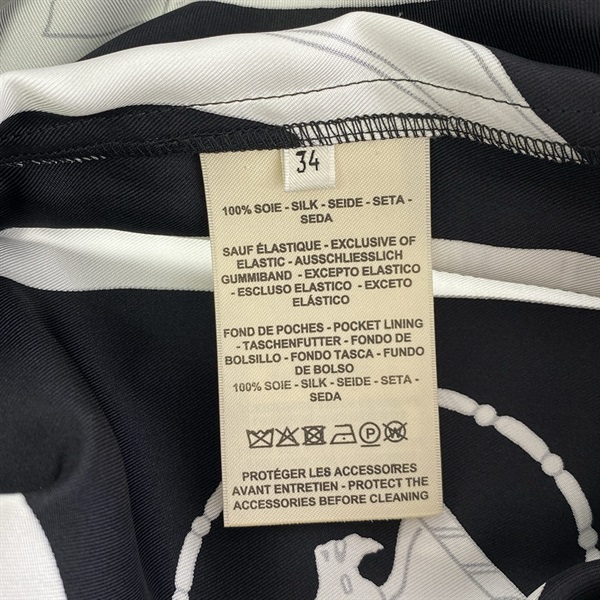 34
100% SOIE - SILK - SEIDE - SETA -
SEDA
SAUF ÉLASTIQUE - EXCLUSIVE OF
ELASTIC - AUSSCHLIESSLICH
GUMMIBAND - EXCEPTO ELASTICO
- ESCLUSO ELASTICO - EXCETO
ELÁSTICO
FOND DE POCHES - POCKET LINING
- TASCHENFUTTER - FONDO DE
BOLSILLO - FONDO TASCA - FUNDO
DE BOLSO
100% SOIE - SILK - SEIDE - SETA -
SEDA
P W
PROTÉGER LES ACCESSOIRES
AVANT ENTRETIEN - PROTECT THE
ACCESSORIES BEFORE CLEANING